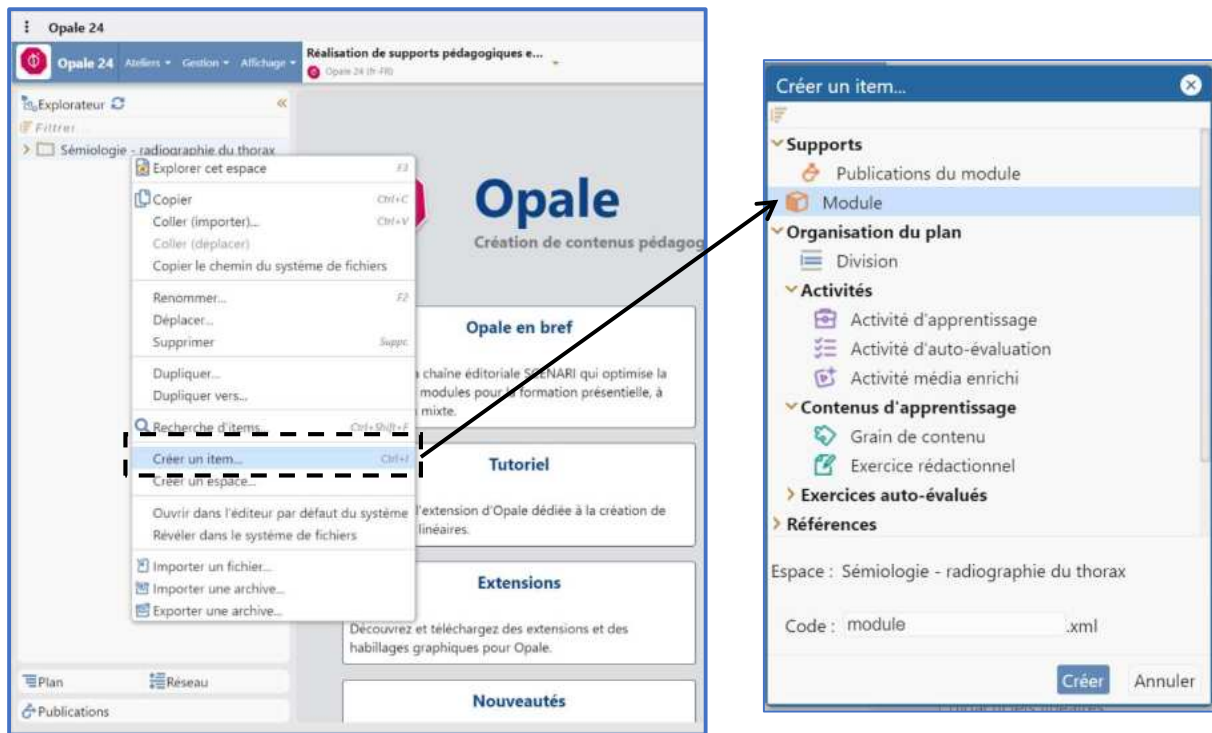 Opale 24
Opale 24 Ateliers Gestion Affichage
Réalisation de supports pédagogiques e...
Opale 24 (fr-FR)
Explorateur
Filtrer
Sémiologie - radiographie du thorax
Explorer cet espace F3
Copier Ctrl+C
Coller (importer)... Ctrl+V
Coller (déplacer)
Copier le chemin du système de fichiers
Renommer... F2
Déplacer...
Supprimer Suppr.
Dupliquer...
Dupliquer vers...
Recherche d'items... Ctrl+Shift+F
Créer un item... Ctrl+I
Créer un espace...
Ouvrir dans l'éditeur par défaut du système
Révéler dans le système de fichiers
Importer un fichier...
Importer une archive...
Exporter une archive...
Plan Réseau
Publications
Opale
Création de contenus pédagog
Opale en bref
chaîne éditoriale SCENARI qui optimise la
modules pour la formation présentielle, à
mixte.
Tutoriel
l'extension d'Opale dédiée à la création de
linéaires.
Extensions
Découvrez et téléchargez des extensions et des
habillages graphiques pour Opale.
Nouveautés
Créer un item...
Supports
Publications du module
Module
Organisation du plan
Division
Activités
Activité d'apprentissage
Activité d'auto-évaluation
Activité média enrichi
Contenus d'apprentissage
Grain de contenu
Exercice rédactionnel
Exercices auto-évalués
Références
Espace : Sémiologie - radiographie du thorax
Code : module .xml
Créer Annuler